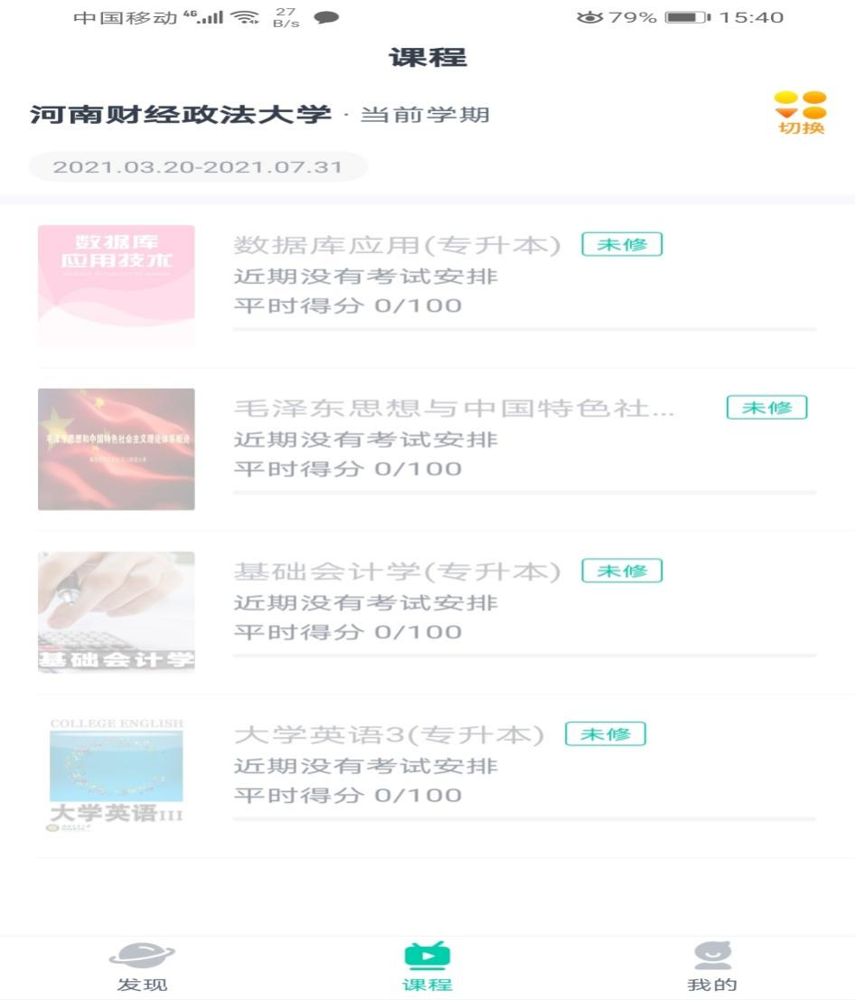 中国移动 4G 27 B/s 79% 15:40
课程
河南财经政法大学 · 当前学期
切换
2021.03.20-2021.07.31
数据库
应用技术
数据库应用(专升本) 未修
近期没有考试安排
平时得分 0/100
毛泽东思想和中国特色社会主义理论体系概论
毛泽东思想与中国特色社... 未修
近期没有考试安排
平时得分 0/100
基础会计学
基础会计学(专升本) 未修
近期没有考试安排
平时得分 0/100
COLLEGE ENGLISH
大学英语III
大学英语3(专升本) 未修
近期没有考试安排
平时得分 0/100
发现 课程 我的